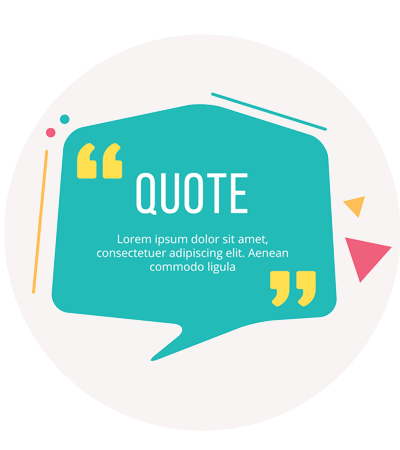 “
QUOTE
Lorem ipsum dolor sit amet,
consectetuer adipiscing elit. Aenean
commodo ligula
”